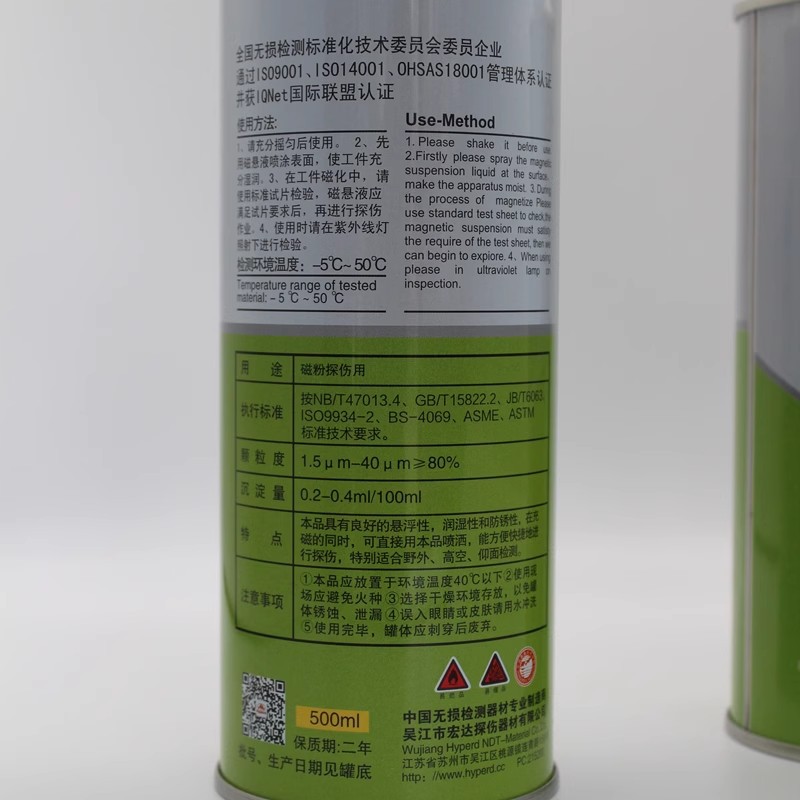 全国无损检测标准化技术委员会委员企业
通过ISO9001、ISO14001、OHSAS18001管理体系认证
并获IQNet国际联盟认证
使用方法:
1、请充分摇匀后使用。 2、先
用磁悬液喷涂表面，使工件充
分湿润。3、在工件磁化中，请
使用标准试片检验，磁悬液应
满足试片要求后，再进行探伤
作业。4、使用时请在紫外线灯
照射下进行检验。
检测环境温度：-5℃~ 50℃
Temperature range of tested
material: - 5 ℃ ~ 50 ℃
Use-Method
1. Please shake it before use.
2.Firstly please spray the magnetic
suspension liquid at the surface,
make the apparatus moist. 3. During
the process of magnetize Please
use standard test sheet to check,the
magnetic suspension must satisfy
the require of the test sheet, then we
can begin to expiore. 4、When using
please in ultraviolet lamp on
inspection.
用 途 磁粉探伤用
执行标准 按NB/T47013.4、GB/T15822.2、JB/T6063、
ISO9934-2、BS-4069、ASME、ASTM
标准技术要求。
颗 粒 度 1.5μm-40μm≥80%
沉 淀 量 0.2-0.4ml/100ml
特 点 本品具有良好的悬浮性，润湿性和防锈性。在充
磁的同时，可直接用本品喷洒，能方便快捷地进
行探伤，特别适合野外、高空、仰面检测。
注意事项 ①本品应放置于环境温度40℃以下②使用现
场应避免火种③选择干燥环境存放，以免罐
体锈蚀、泄漏④误入眼睛或皮肤请用水冲洗
⑤使用完毕，罐体应刺穿后废弃。
500ml
保质期:二年
批号、生产日期见罐底
中国无损检测器材专业制造商
吴江市宏达探伤器材有限公司
Wujiang Hyperd NDT-Material Co.,
江苏省苏州市吴江区桃源镇
http: //www.hyperd.cc PC: